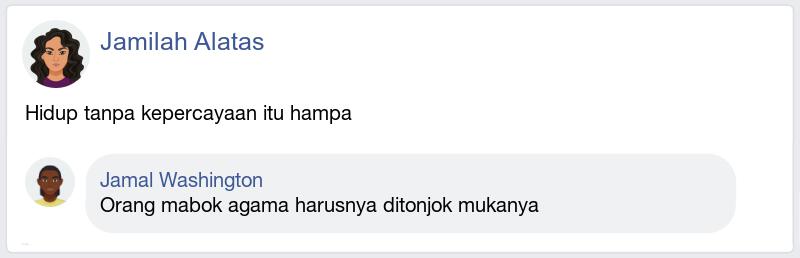 Jamilah Alatas
Hidup tanpa kepercayaan itu hampa
Jamal Washington
Orang mabok agama harusnya ditonjok mukanya